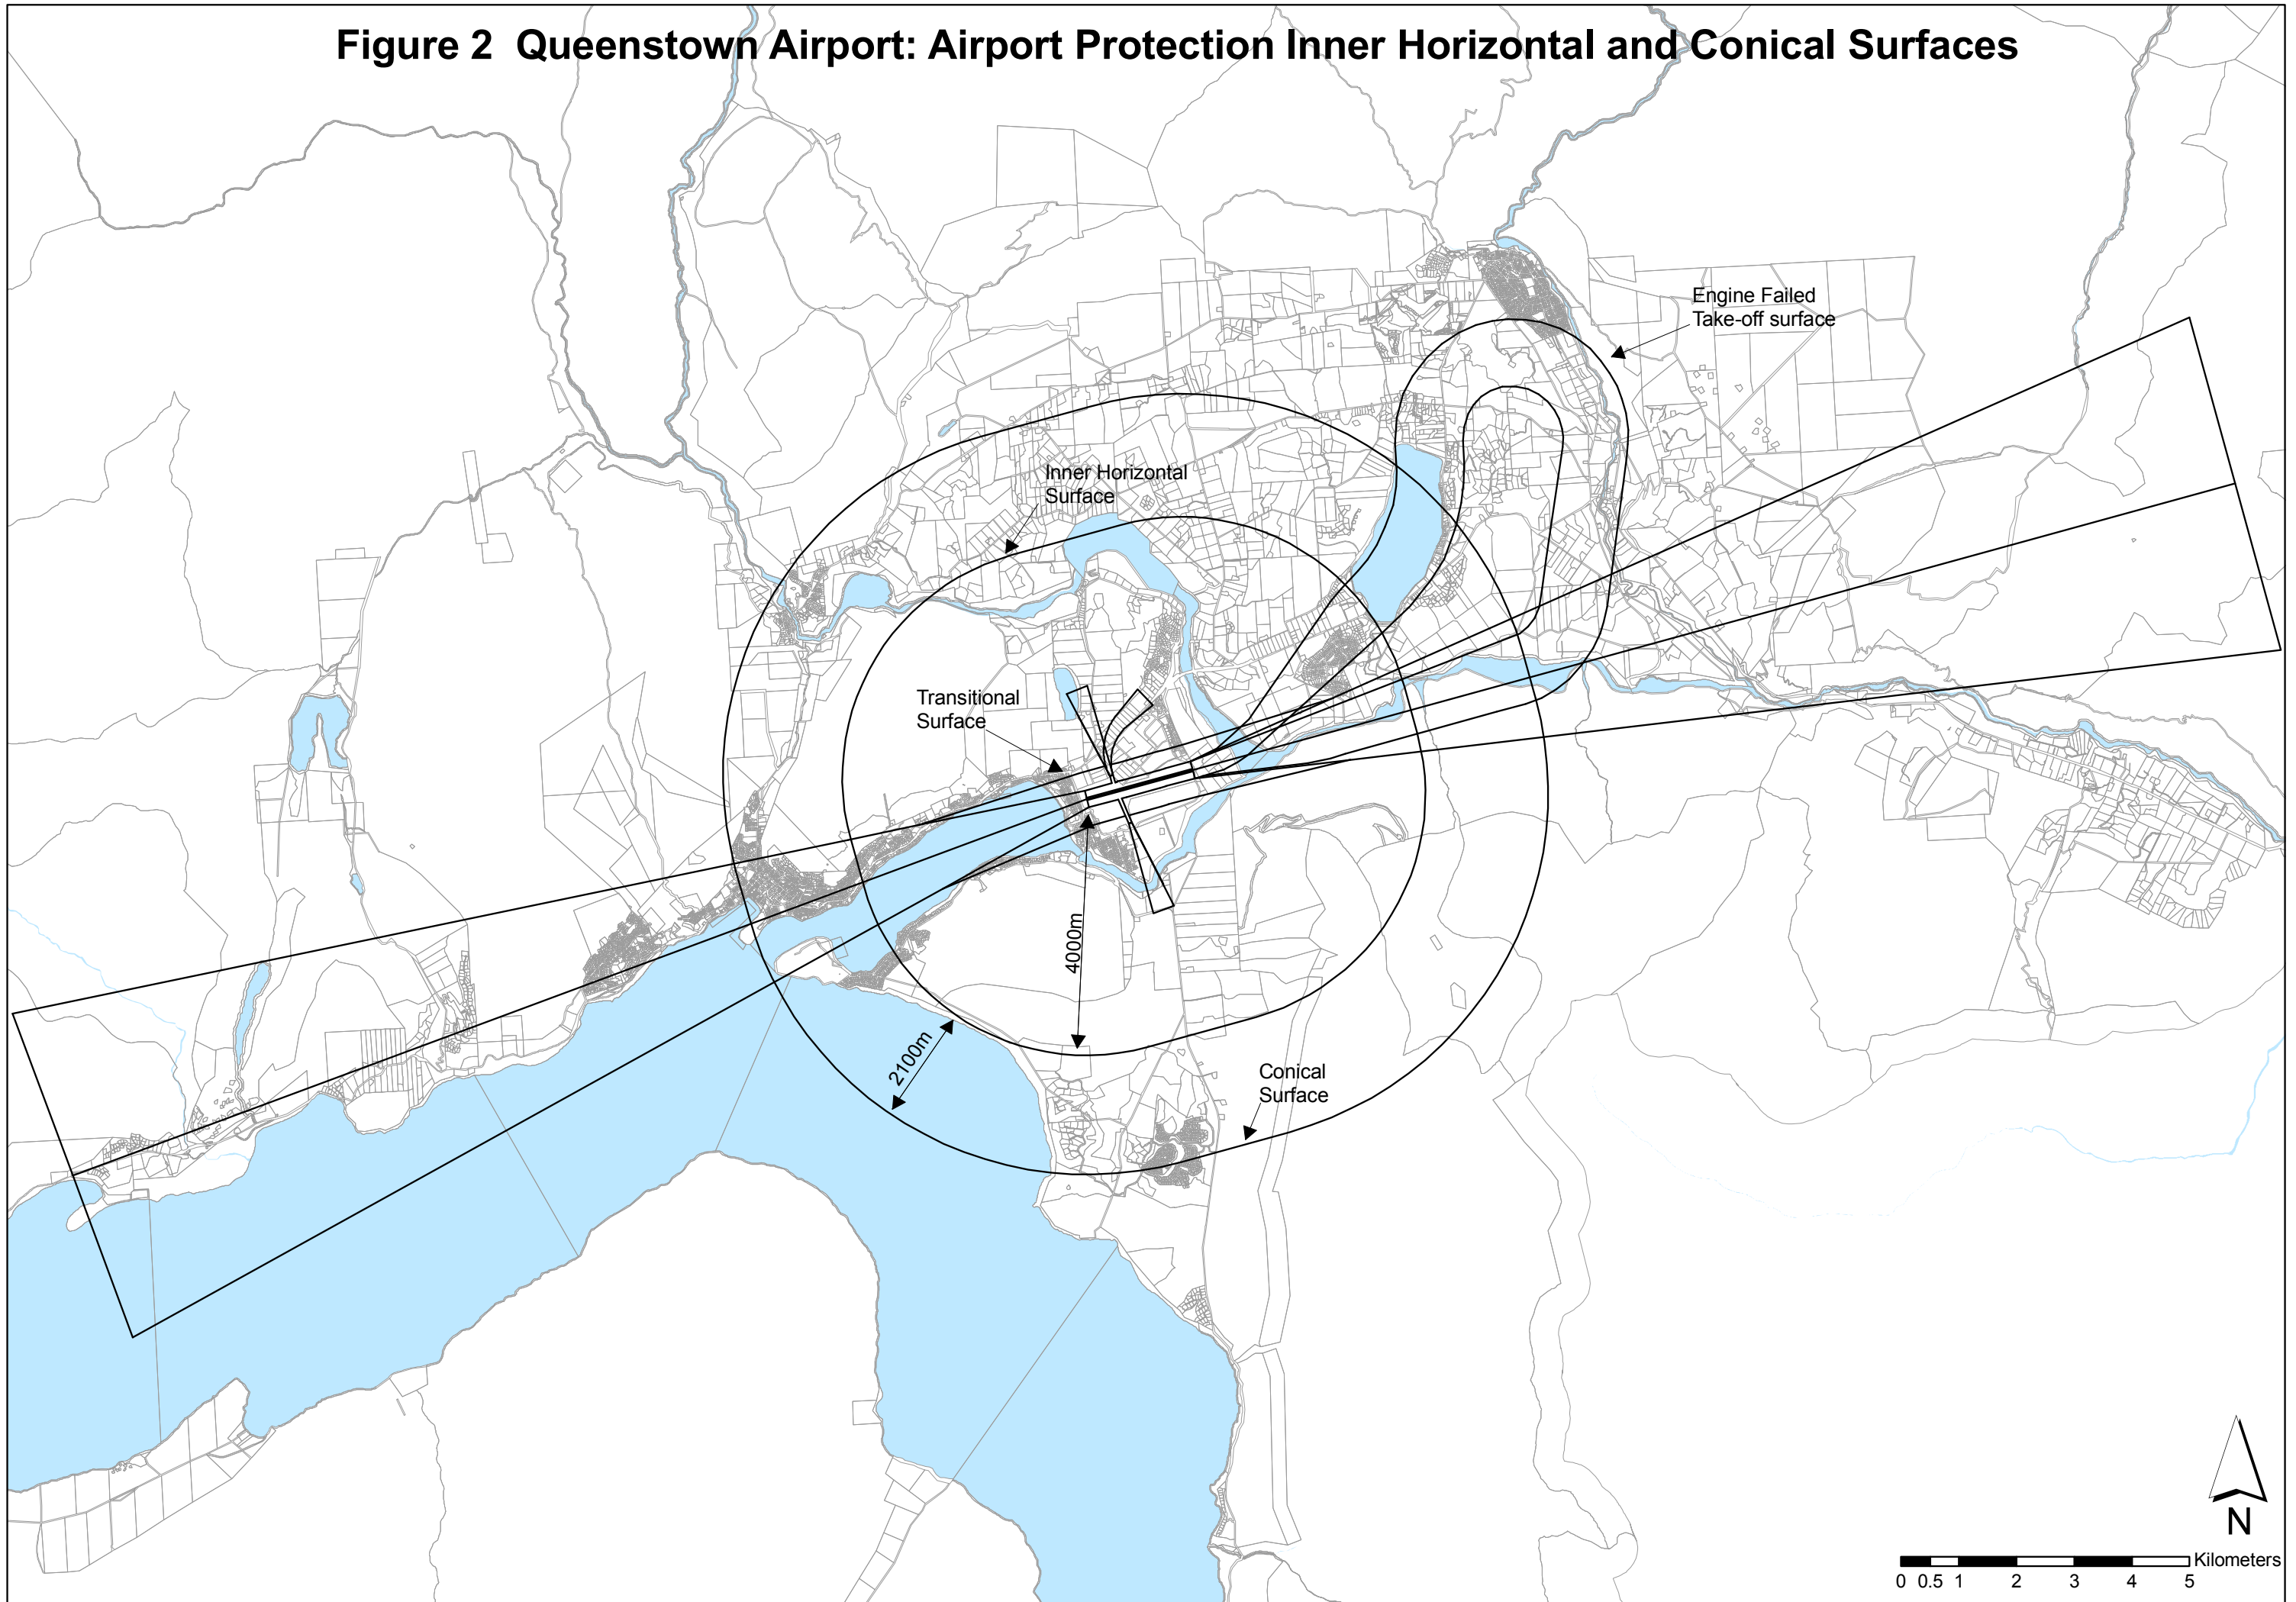 Figure 2  Queenstown Airport: Airport Protection Inner Horizontal and Conical Surfaces
Engine Failed
Take-off surface
Inner Horizontal
Surface
Transitional
Surface
4000m
2100m
Conical
Surface
N
Kilometers
0 0.5 1 2 3 4 5